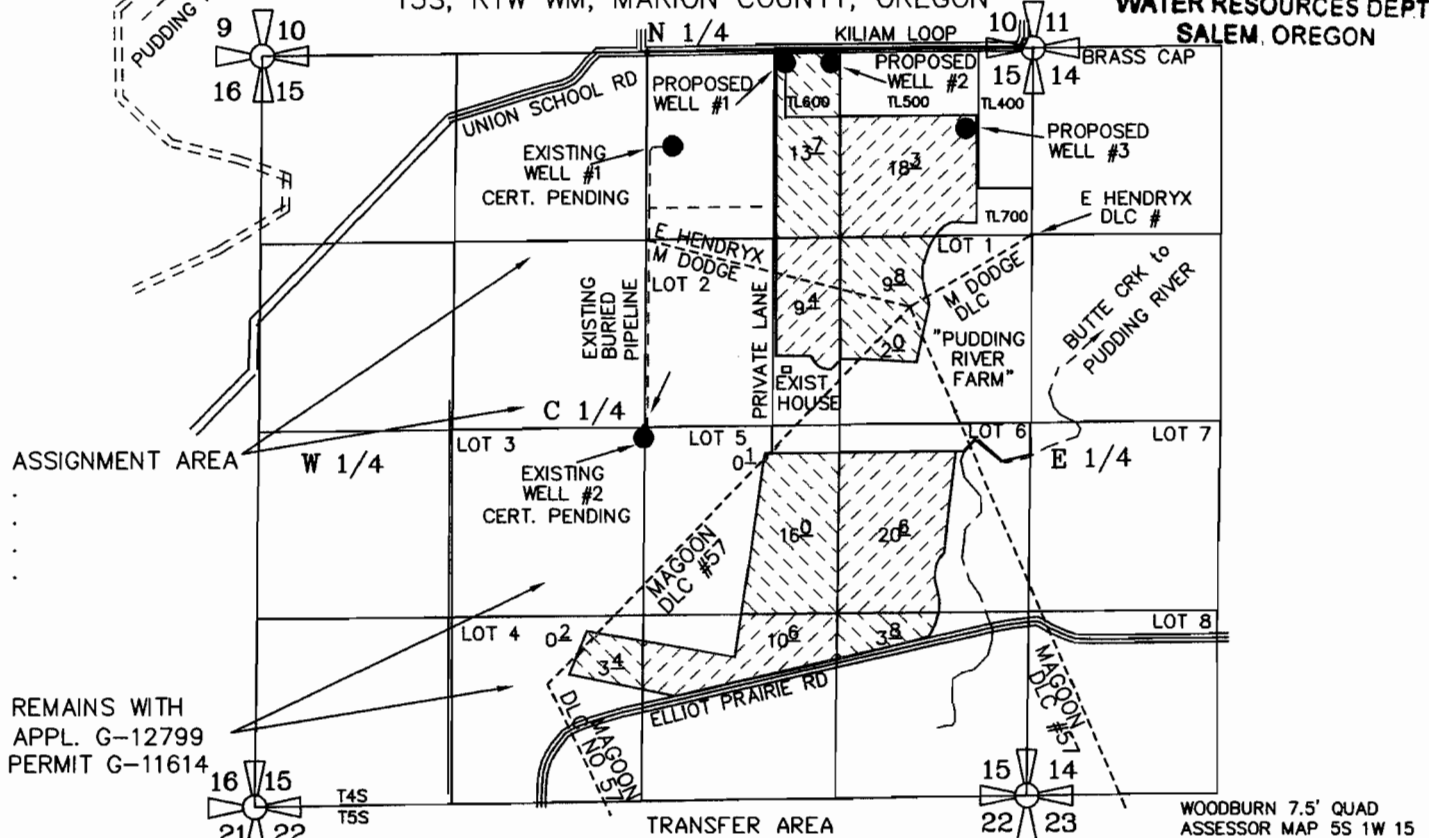 T5S, R1W WM, MARION COUNTY, OREGON
WATER RESOURCES DEPT
SALEM, OREGON
PUDDING
9 10
16 15
N 1/4
KILIAM LOOP
10 11
15 14
BRASS CAP
UNION SCHOOL RD
PROPOSED
WELL #1
PROPOSED
WELL #2
TL600
TL500
TL400
PROPOSED
WELL #3
EXISTING
WELL #1
CERT. PENDING
13.7
18.3
E HENDRYX
DLC #
TL700
E HENDRYX
M DODGE
LOT 2
LOT 1
M DODGE
DLC
EXISTING
BURIED
PIPELINE
PRIVATE LANE
9.4
9.8
2.0
"PUDDING
RIVER
FARM"
BUTTE CRK to
PUDDING RIVER
EXIST
HOUSE
C 1/4
ASSIGNMENT AREA
W 1/4
LOT 3
LOT 5
LOT 6
LOT 7
E 1/4
0.1
EXISTING
WELL #2
CERT. PENDING
16.0
20.6
MAGOON
DLC #57
LOT 4
LOT 8
0.2
3.4
10.6
3.8
ELLIOT PRAIRIE RD
MAGOON
DLC #57
MAGOON
DLC NO 57
REMAINS WITH
APPL. G-12799
PERMIT G-11614
16 15
21 22
T4S
T5S
TRANSFER AREA
15 14
22 23
WOODBURN 7.5' QUAD
ASSESSOR MAP 5S 1W 15